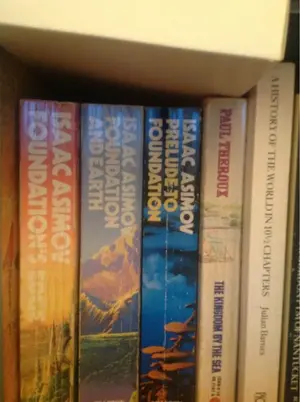 ISAAC ASIMOV
FOUNDATION'S
ISAAC ASIMOV
FOUNDATION
AND EARTH
ISAAC ASIMOV
PRELUDE TO
FOUNDATION
PAUL THEROUX
THE KINGDOM BY THE SEA
A HISTORY OF THE WORLD IN 10½ CHAPTERS
Julian Barnes
NANTUCKET